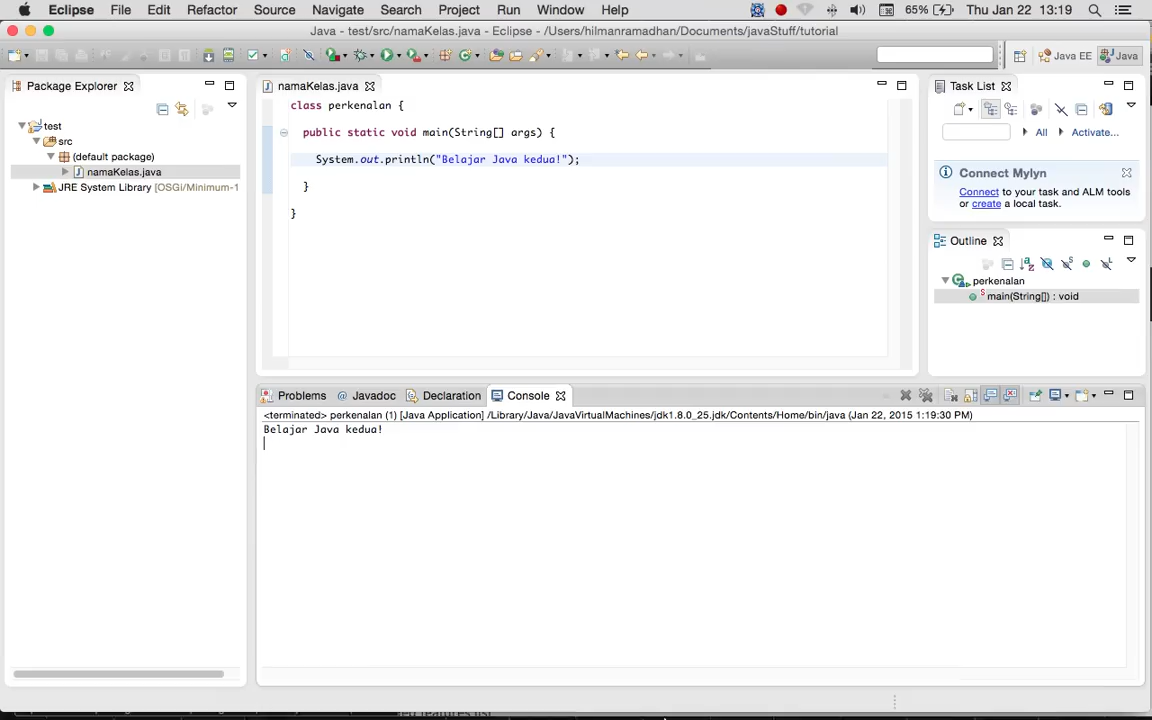 Eclipse File Edit Refactor Source Navigate Search Project Run Window Help 65% Thu Jan 22 13:19
Java - test/src/namaKelas.java - Eclipse - /Users/hilmanramadhan/Documents/javaStuff/tutorial
Java EE Java
Package Explorer
test
src
(default package)
namaKelas.java
JRE System Library [OSGi/Minimum-1
namaKelas.java
class perkenalan {
public static void main(String[] args) {
System.out.println("Belajar Java kedua!");
}
}
Task List
All Activate...
Connect Mylyn
Connect to your task and ALM tools
or create a local task.
Outline
perkenalan
main(String[]) : void
Problems @ Javadoc Declaration Console
<terminated> perkenalan (1) [Java Application] /Library/Java/JavaVirtualMachines/jdk1.8.0_25.jdk/Contents/Home/bin/java (Jan 22, 2015 1:19:30 PM)
Belajar Java kedua!